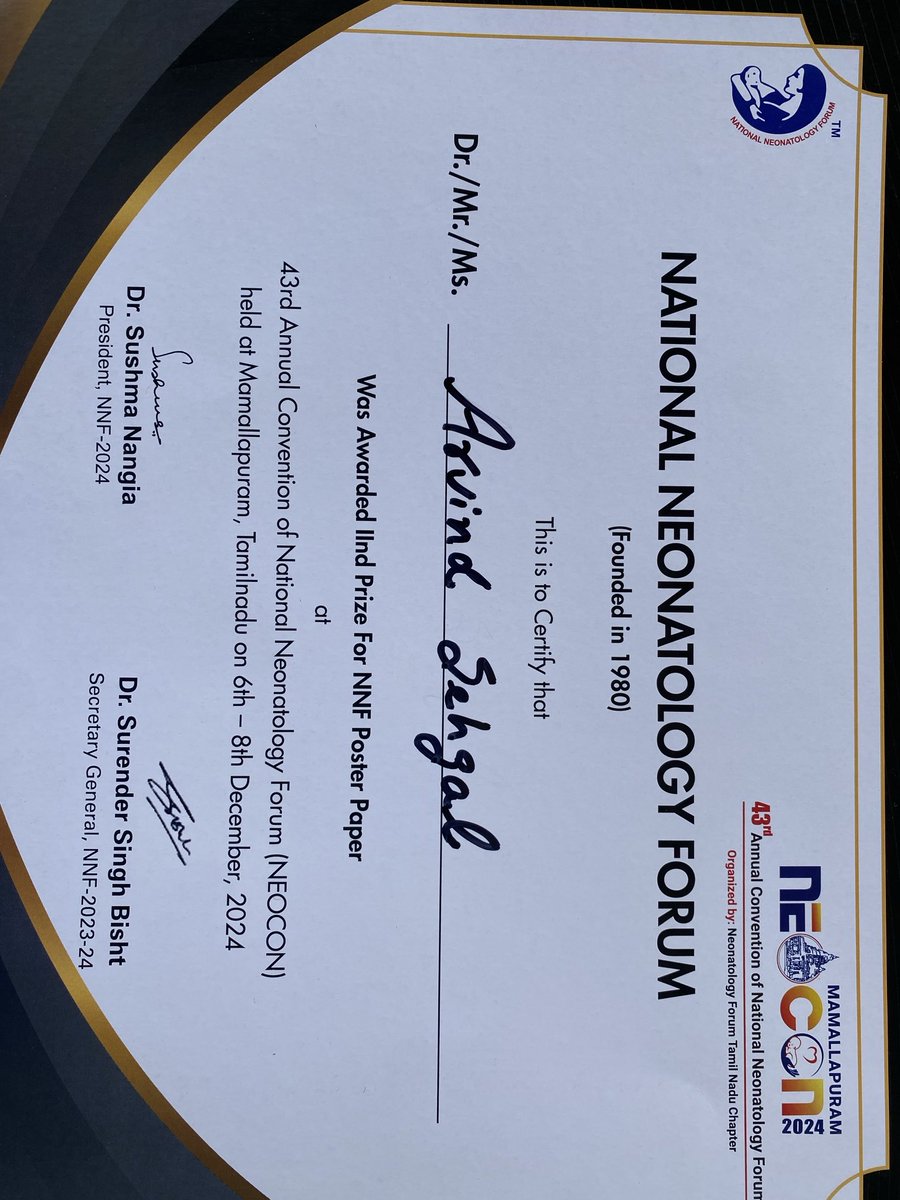 NATIONAL NEONATOLOGY FORUM
TM
MAMALLAPURAM
NEOCON
2024
43rd Annual Convention of National Neonatology Forum
Organized by: Neonatology Forum Tamil Nadu Chapter
NATIONAL NEONATOLOGY FORUM
(Founded in 1980)
This is to Certify that
Dr./Mr./Ms. Arvind Sehgal
Was Awarded IInd Prize For NNF Poster Paper
at
43rd Annual Convention of National Neonatology Forum (NEOCON)
held at Mamallapuram, Tamilnadu on 6th – 8th December, 2024
Sushma
Dr. Sushma Nangia
President, NNF-2024
Dr. Surender Singh Bisht
Secretary General, NNF-2023-24